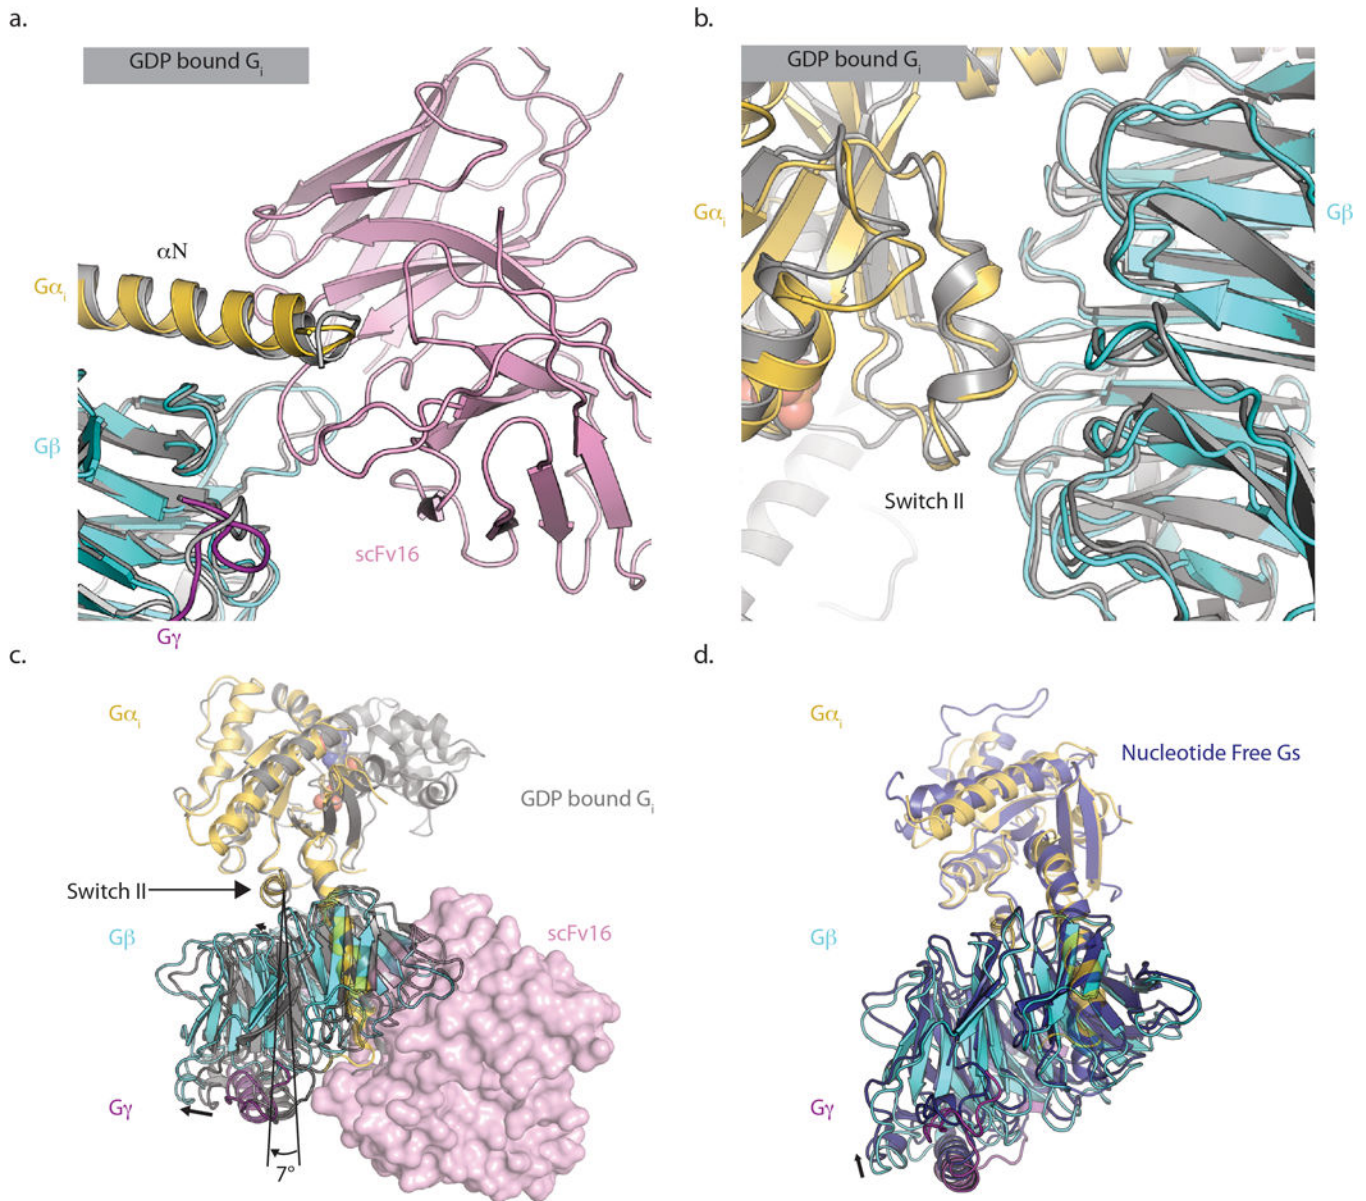 a.
GDP bound Gi
αN
Gαi
Gβ
scFv16
Gγ
b.
GDP bound Gi
Gαi
Gβ
Switch II
c.
Gαi
GDP bound Gi
Switch II
Gβ
scFv16
Gγ
7°
d.
Gαi
Nucleotide Free Gs
Gβ
Gγ